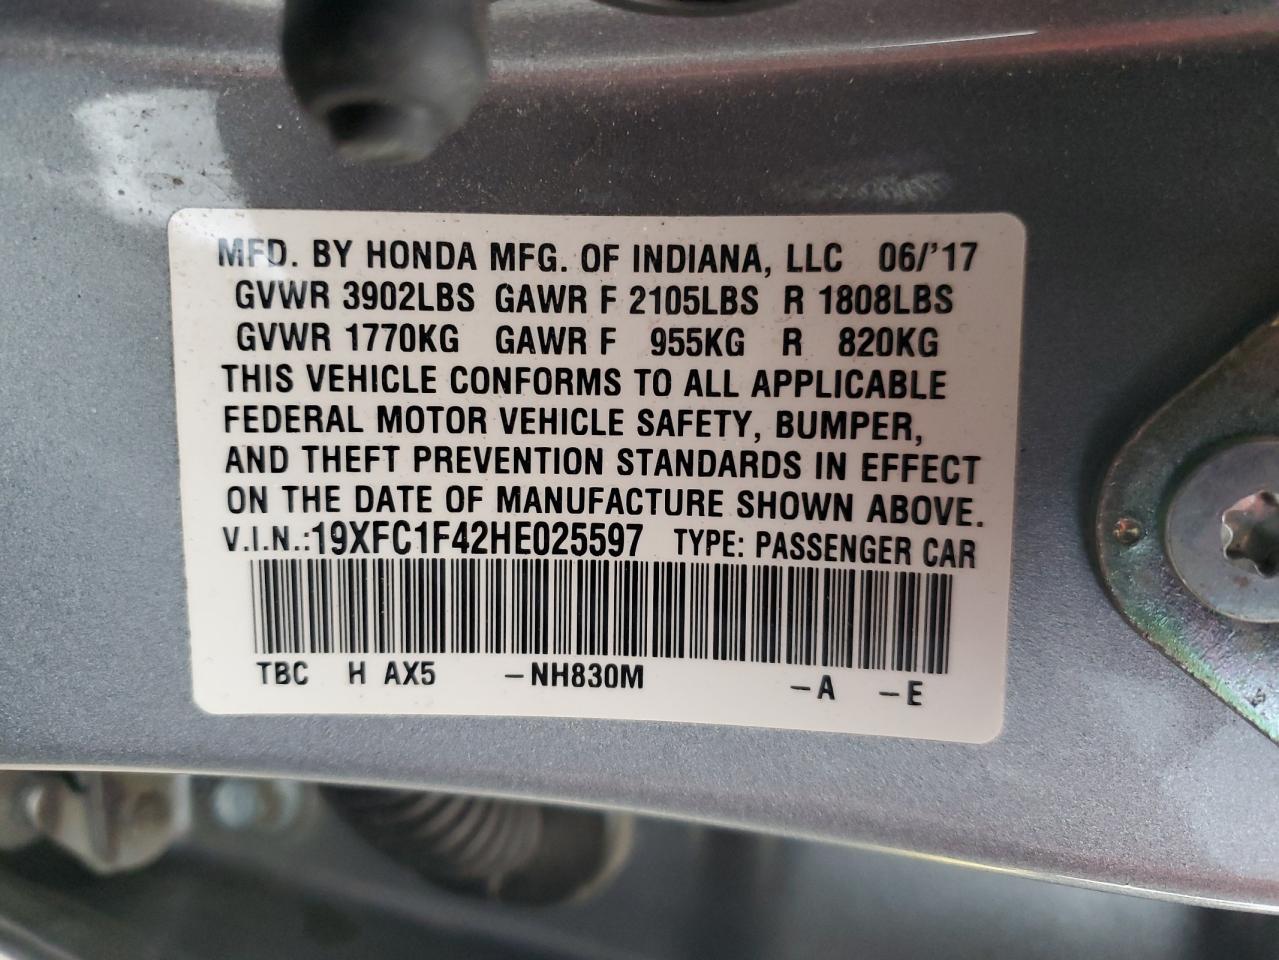 MFD. BY HONDA MFG. OF INDIANA, LLC 06/'17
GVWR 3902LBS GAWR F 2105LBS R 1808LBS
GVWR 1770KG GAWR F 955KG R 820KG
THIS VEHICLE CONFORMS TO ALL APPLICABLE
FEDERAL MOTOR VEHICLE SAFETY, BUMPER,
AND THEFT PREVENTION STANDARDS IN EFFECT
ON THE DATE OF MANUFACTURE SHOWN ABOVE.
V.I.N.:19XFC1F42HE025597 TYPE: PASSENGER CAR
TBC H AX5 -NH830M -A -E